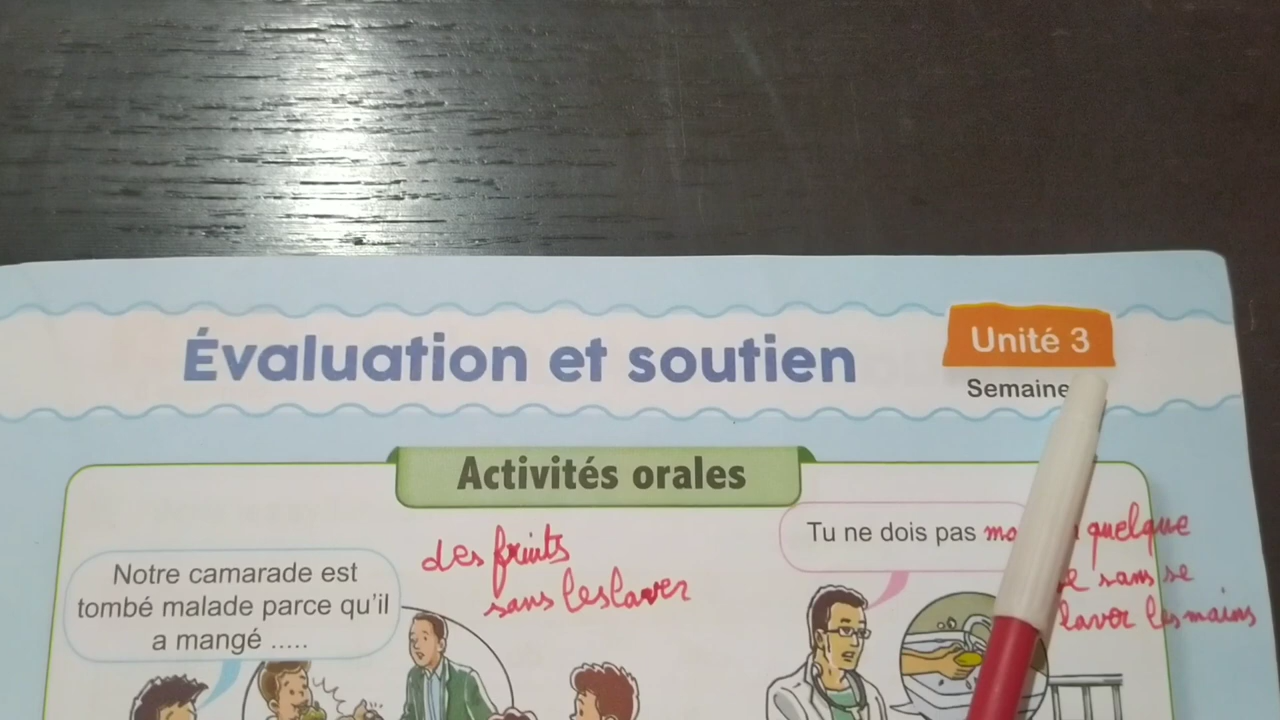 Évaluation et soutien
Unité 3
Semaine
Activités orales
Notre camarade est
tombé malade parce qu'il
a mangé .....
des fruits
sans les laver
Tu ne dois pas quelque
sans se
laver les mains